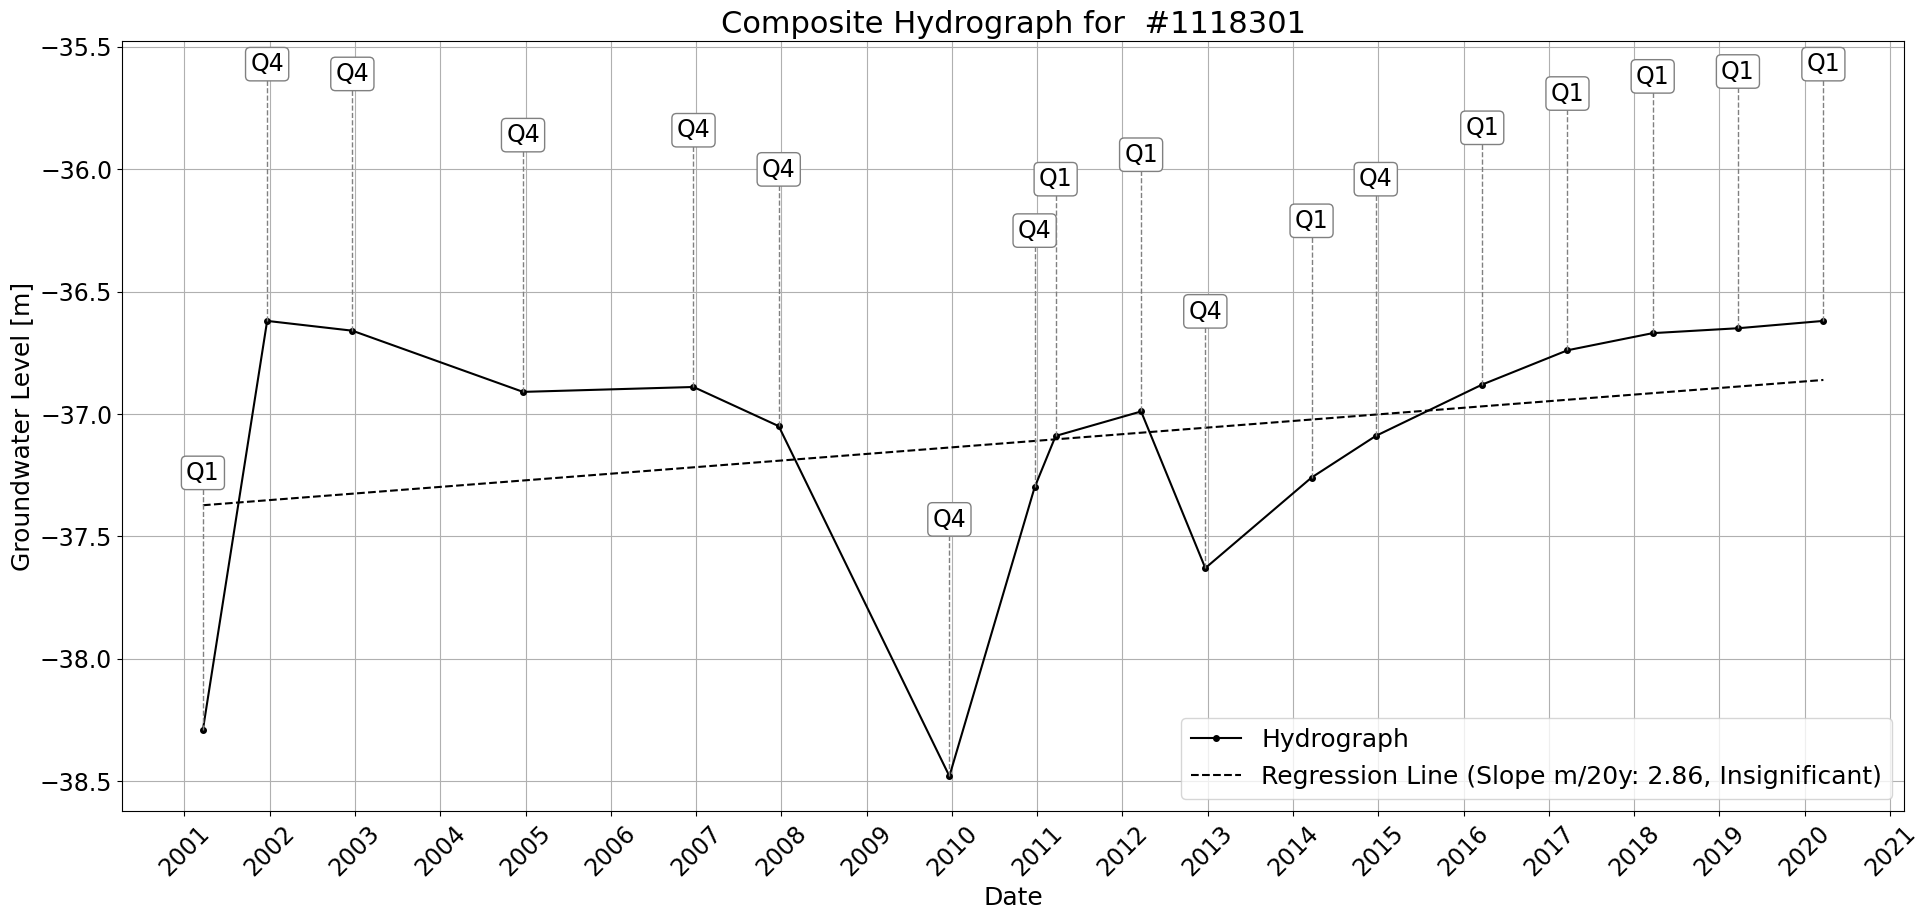 Composite Hydrograph for  #1118301
Groundwater Level [m]
−35.5
−36.0
−36.5
−37.0
−37.5
−38.0
−38.5
Q1
Q4
Q4
Q4
Q4
Q4
Q4
Q4
Q1
Q1
Q4
Q1
Q4
Q1
Q1
Q1
Q1
Q1
Hydrograph
Regression Line (Slope m/20y: 2.86, Insignificant)
2001
2002
2003
2004
2005
2006
2007
2008
2009
2010
2011
2012
2013
2014
2015
2016
2017
2018
2019
2020
2021
Date